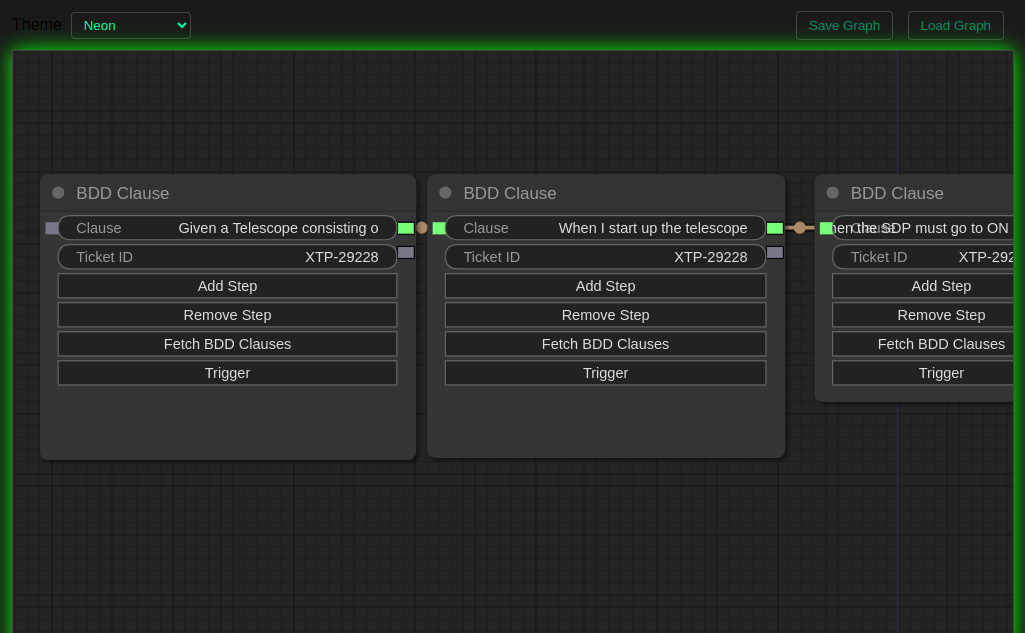 Theme: Neon Save Graph Load Graph
BDD Clause BDD Clause BDD Clause
Clause Given a Telescope consisting o Clause When I start up the telescope Clause en the SDP must go to ON
Ticket ID XTP-29228 Ticket ID XTP-29228 Ticket ID XTP-292
Add Step Add Step Add Step
Remove Step Remove Step Remove Step
Fetch BDD Clauses Fetch BDD Clauses Fetch BDD Clauses
Trigger Trigger Trigger